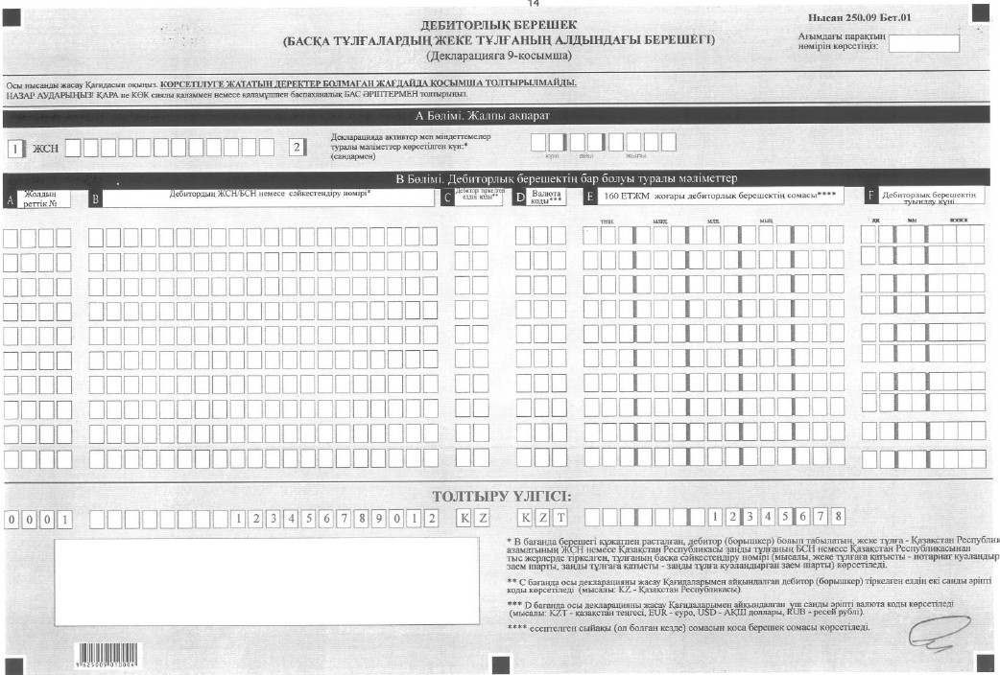 14
ДЕБИТОРЛЫҚ БЕРЕШЕК
(БАСҚА ТҰЛҒАЛАРДЫҢ ЖЕКЕ ТҰЛҒАНЫҢ АЛДЫНДАҒЫ БЕРЕШЕГІ)
(Декларацияға 9-қосымша)
Нысан 250.09 Бет.01
Ағымдағы парақтың
нөмірін көрсетіңіз:
Осы нысанды жасау Қағидасын оқыңыз. КӨРСЕТІЛУГЕ ЖАТАТЫН ДЕРЕКТЕР БОЛМАҒАН ЖАҒДАЙДА ҚОСЫМША ТОЛТЫРЫЛМАЙДЫ.
НАЗАР АУДАРЫҢЫЗ! ҚАРА не КӨК сиялы қаламмен немесе қаламұшпен баспаханалық БАС ӘРІПТЕРМЕН толтырыңыз.
А Бөлімі. Жалпы ақпарат
1 ЖСН
2 Декларацияда активтер мен міндеттемелер
туралы мәліметтер көрсетілген күн:*
(сандармен)
күні айы жылы
В Бөлімі. Дебиторлық берешектің бар болуы туралы мәліметтер
A Жолдың
реттік №
B Дебитордың ЖСН/БСН немесе сәйкестендіру нөмірі*
C Дебитор тіркелген
елдің коды**
D Валюта
коды***
E 160 ЕТЖМ жоғары дебиторлық берешектің сомасы****
F Дебиторлық берешектің
туындау күні
трлн. млрд. млн. мың
0 0 0 1 1 2 3 4 5 6 7 8 9 0 1 2 K Z K Z T 1 2 3 4 5 6 7 8
ТОЛТЫРУ ҮЛГІСІ:
* В бағанда берешегі құжатпен расталған, дебитор (борышкер) болып табылатын, жеке тұлға - Қазақстан Республик
азаматының ЖСН немесе Қазақстан Республикасы заңды тұлғаның БСН немесе Қазақстан Республикасынан
тыс жерлерде тіркелген, тұлғаның басқа сәйкестендіру нөмірі (мысалы, жеке тұлғаға қатысты - нотариат куәландыр
заем шарты, заңды тұлғаға қатысты - заңды тұлға куәландырған заем шарты) көрсетіледі.
** С бағанда осы декларацияны жасау Қағидаларымен айқындалған дебитор (борышкер) тіркелген елдің екі санды әріпті
коды көрсетіледі (мысалы: KZ - Қазақстан Республикасы).
*** D бағанда осы декларацияны жасау Қағидаларымен айқындалған үш санды әріпті валюта коды көрсетіледі
(мысалы: KZT - казақстан теңгесі, EUR - еуро, USD - АҚШ доллары, RUB - ресей рублі).
**** есептелген сыйақы (ол болған кезде) сомасын қоса берешек сомасы көрсетіледі.